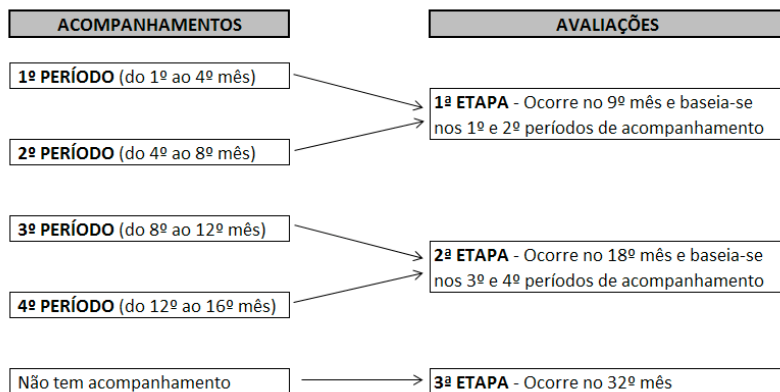 ACOMPANHAMENTOS
AVALIAÇÕES
1º PERÍODO (do 1º ao 4º mês)
1ª ETAPA - Ocorre no 9º mês e baseia-se
nos 1º e 2º períodos de acompanhamento
2º PERÍODO (do 4º ao 8º mês)
3º PERÍODO (do 8º ao 12º mês)
2ª ETAPA - Ocorre no 18º mês e baseia-se
nos 3º e 4º períodos de acompanhamento
4º PERÍODO (do 12º ao 16º mês)
Não tem acompanhamento
3ª ETAPA - Ocorre no 32º mês